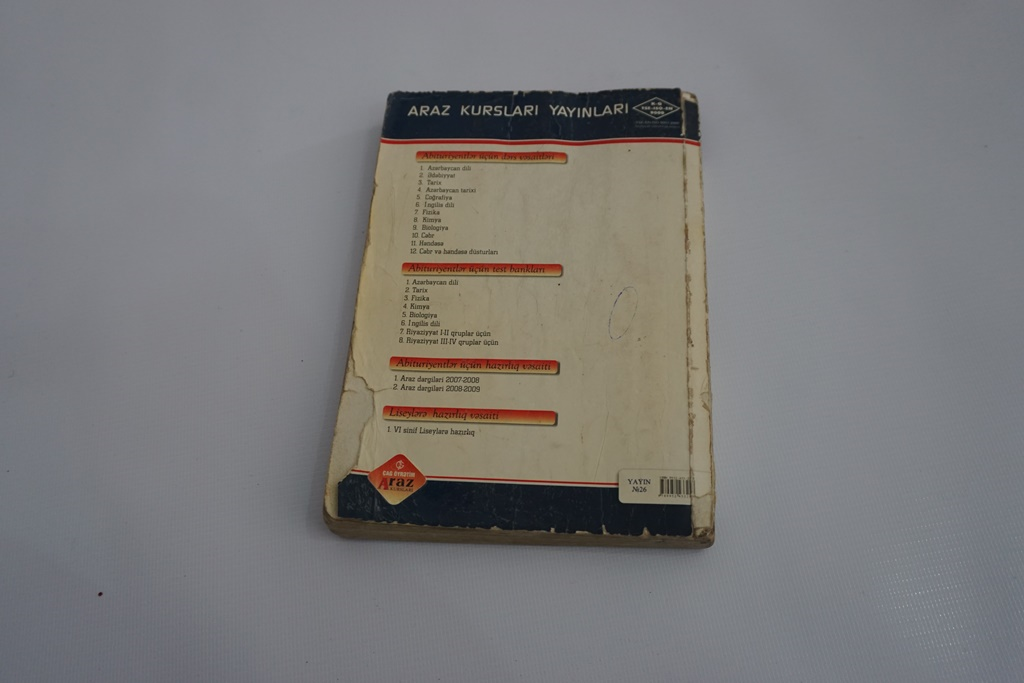 ARAZ KURSLARI YAYINLARI
Abituriyentlər üçün dərs vəsaitləri
1. Azərbaycan dili
2. Ədəbiyyat
3. Tarix
4. Azərbaycan tarixi
5. Coğrafiya
6. İngilis dili
7. Fizika
8. Kimya
9. Biologiya
10. Cəbr
11. Həndəsə
12. Cəbr və həndəsə düsturları
Abituriyentlər üçün test bankları
1. Azərbaycan dili
2. Tarix
3. Fizika
4. Kimya
5. Biologiya
6. İngilis dili
7. Riyaziyyat I-II qruplar üçün
8. Riyaziyyat III-IV qruplar üçün
Abituriyentlər üçün hazırlıq vəsaiti
1. Araz dərgiləri 2007-2008
2. Araz dərgiləri 2008-2009
Liseylərə hazırlıq vəsaiti
1. VI sinif Liseylərə hazırlıq
ÇAĞ ÖYRƏTİM
Araz
KURSLARI
YAYIN
№26